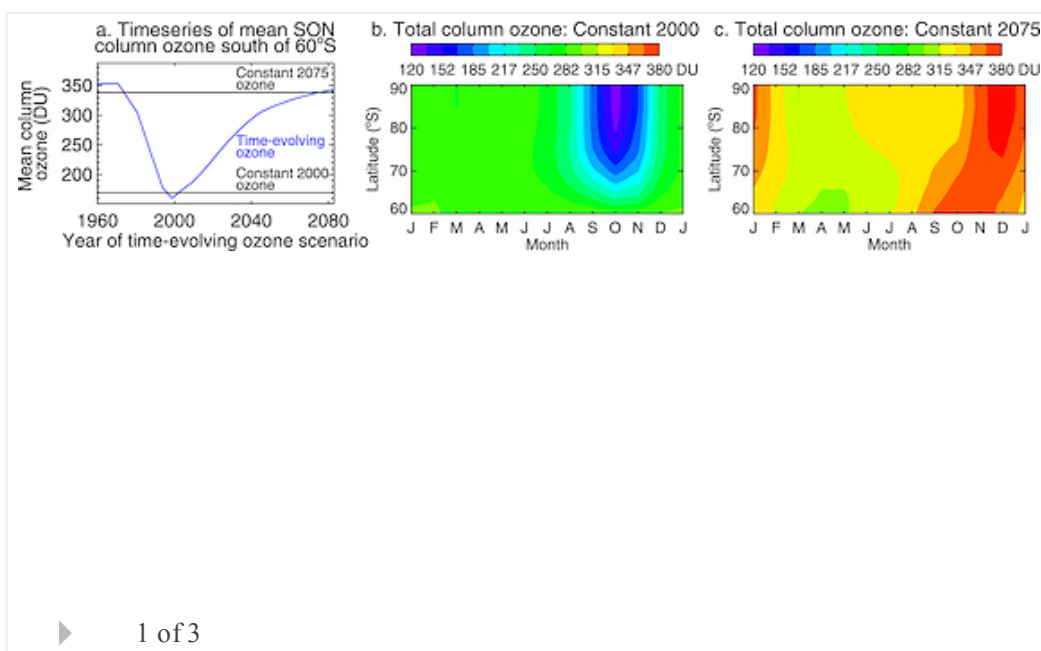 a. Timeseries of mean SON
column ozone south of 60°S
Mean column
ozone (DU)
350
300
250
200
Constant 2075
ozone
Time-evolving
ozone
Constant 2000
ozone
1960 2000 2040 2080
Year of time-evolving ozone scenario
b. Total column ozone: Constant 2000
120 152 185 217 250 282 315 347 380 DU
Latitude (°S)
90
80
70
60
J F M A M J J A S O N D J
Month
c. Total column ozone: Constant 2075
120 152 185 217 250 282 315 347 380 DU
Latitude (°S)
90
80
70
60
J F M A M J J A S O N D J
Month
1 of 3